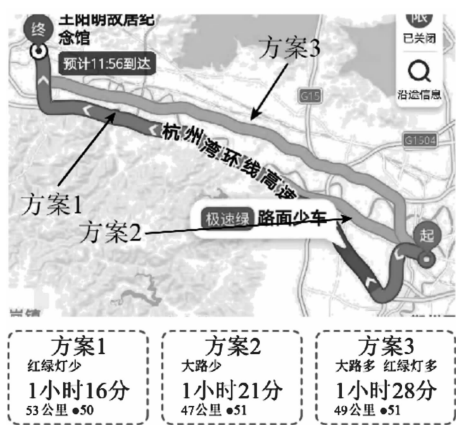 终
王阳明故居纪
念馆
预计11:56到达
限
已关闭
沿途信息
方案3
G15
G1504
杭州湾环线高速
方案1
方案2
极速绿 路面少车
起
方案1
红绿灯少
1小时16分
53公里 ●50
方案2
大路少
1小时21分
47公里 ●51
方案3
大路多 红绿灯多
1小时28分
49公里 ●51